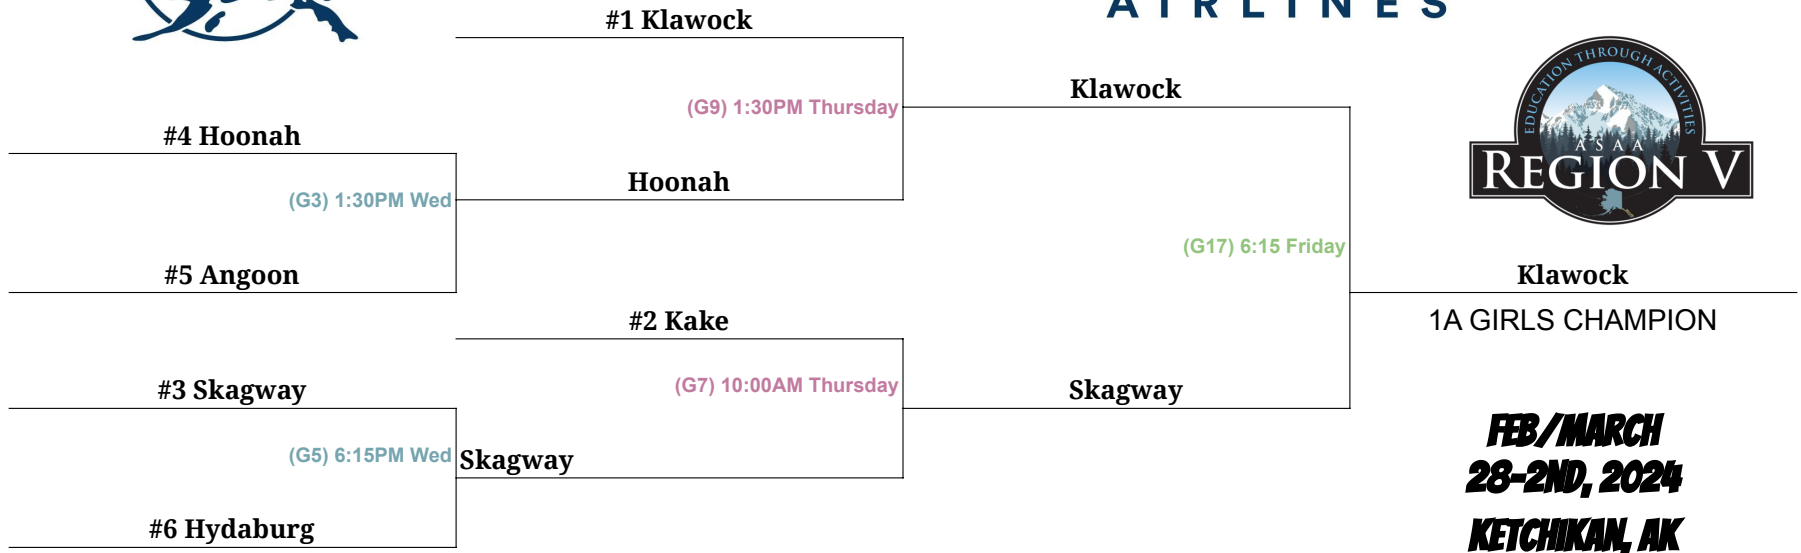 AIRLINES
#1 Klawock
(G9) 1:30PM Thursday
Klawock
#4 Hoonah
(G3) 1:30PM Wed
Hoonah
#5 Angoon
(G17) 6:15 Friday
EDUCATION THROUGH ACTIVITIES
ASAA
REGION V
Klawock
1A GIRLS CHAMPION
#2 Kake
(G7) 10:00AM Thursday
#3 Skagway
Skagway
(G5) 6:15PM Wed
Skagway
#6 Hydaburg
FEB/MARCH
28-2ND, 2024
KETCHIKAN, AK